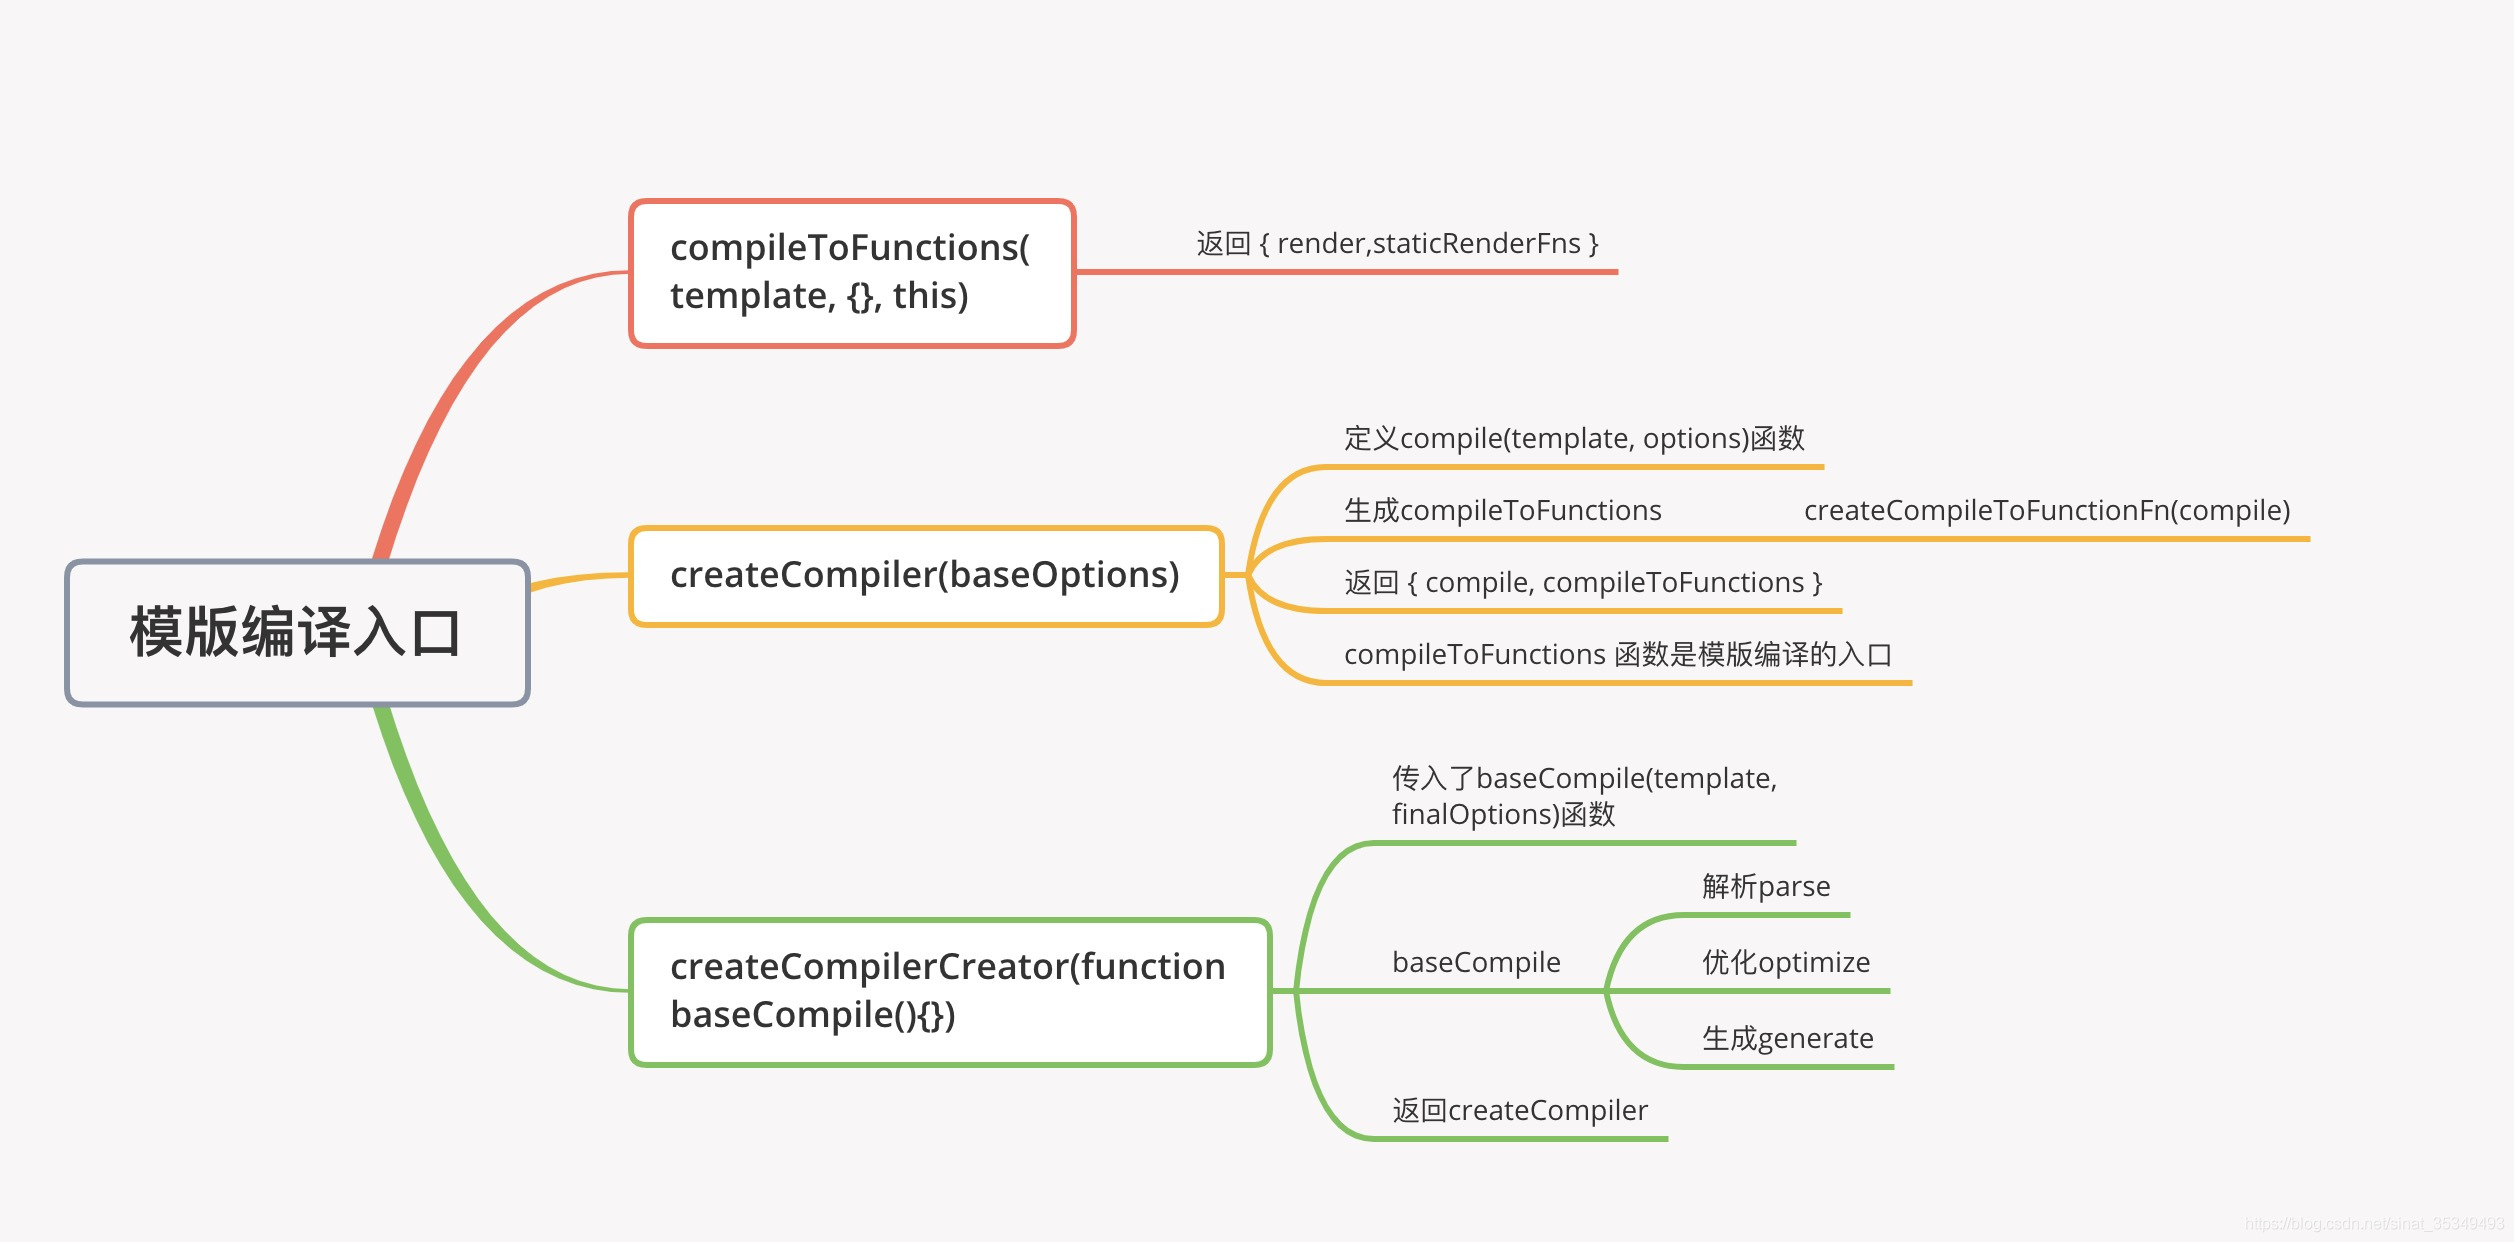 模版编译入口
compileToFunctions(
template, {}, this)
返回 { render,staticRenderFns }
createCompiler(baseOptions)
定义compile(template, options)函数
生成compileToFunctions
createCompileToFunctionFn(compile)
返回 { compile, compileToFunctions }
compileToFunctions 函数是模版编译的入口
createCompilerCreator(function
baseCompile(){})
传入了baseCompile(template,
finalOptions)函数
baseCompile
解析parse
优化optimize
生成generate
返回createCompiler
https://blog.csdn.net/sinat_35349493